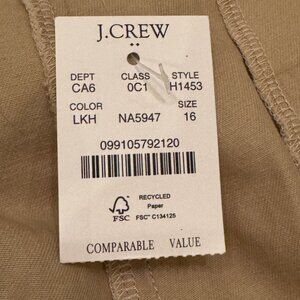 J.CREW
DEPT CLASS STYLE
CA6 0C1 H1453
COLOR SIZE
LKH NA5947 16
099105792120
RECYCLED
Paper
FSC FSC® C134125
COMPARABLE VALUE